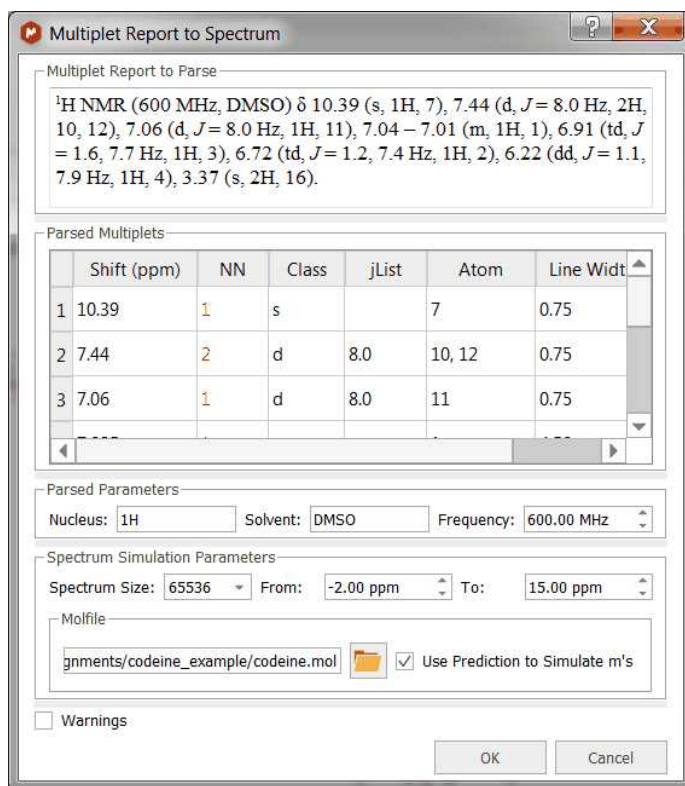 Multiplet Report to Spectrum
Multiplet Report to Parse
¹H NMR (600 MHz, DMSO) δ 10.39 (s, 1H, 7), 7.44 (d, J = 8.0 Hz, 2H,
10, 12), 7.06 (d, J = 8.0 Hz, 1H, 11), 7.04 – 7.01 (m, 1H, 1), 6.91 (td, J
= 1.6, 7.7 Hz, 1H, 3), 6.72 (td, J = 1.2, 7.4 Hz, 1H, 2), 6.22 (dd, J = 1.1,
7.9 Hz, 1H, 4), 3.37 (s, 2H, 16).
Parsed Multiplets
Shift (ppm) NN Class jList Atom Line Widt
1 10.39 1 s 7 0.75
2 7.44 2 d 8.0 10, 12 0.75
3 7.06 1 d 8.0 11 0.75
Parsed Parameters
Nucleus: 1H Solvent: DMSO Frequency: 600.00 MHz
Spectrum Simulation Parameters
Spectrum Size: 65536 From: -2.00 ppm To: 15.00 ppm
Molfile
gnments/codeine_example/codeine.mol Use Prediction to Simulate m's
Warnings
OK Cancel